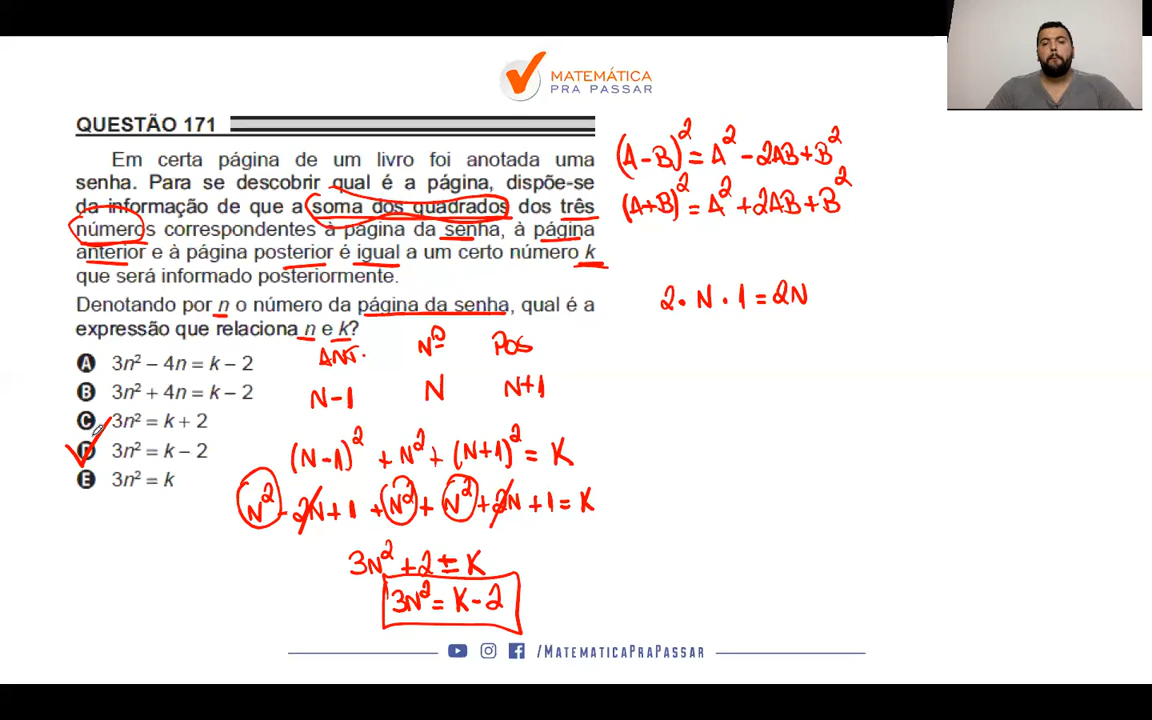 MATEMÁTICA
PRA PASSAR
QUESTÃO 171
Em certa página de um livro foi anotada uma
senha. Para se descobrir qual é a página, dispõe-se
da informação de que a soma dos quadrados dos três
números correspondentes à página da senha, à página
anterior e à página posterior é igual a um certo número k
que será informado posteriormente.
Denotando por n o número da página da senha, qual é a
expressão que relaciona n e k?
A 3n² – 4n = k – 2
B 3n² + 4n = k – 2
C 3n² = k + 2
D 3n² = k – 2
E 3n² = k
ANT. Nº POS
N-1 N N+1
(N-1)² + N² + (N+1)² = K
N² - 2N + 1 + N² + N² + 2N + 1 = K
3N² + 2 = K
3N² = K - 2
(A-B)² = A² - 2AB + B²
(A+B)² = A² + 2AB + B²
2 · N · 1 = 2N
/MATEMATICAPRAPASSAR